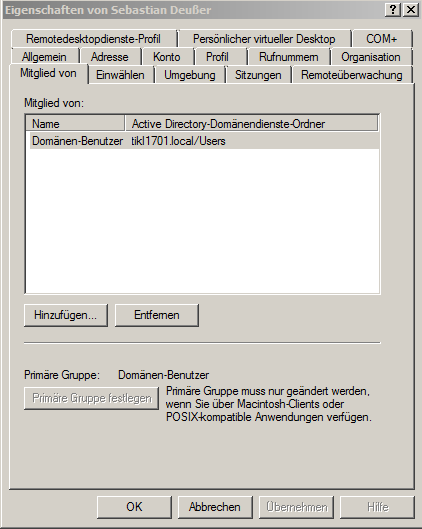 Eigenschaften von Sebastian Deußer
Remotedesktopdienste-Profil Persönlicher virtueller Desktop COM+
Allgemein Adresse Konto Profil Rufnummern Organisation
Mitglied von Einwählen Umgebung Sitzungen Remoteüberwachung
Mitglied von:
Name Active Directory-Domänendienste-Ordner
Domänen-Benutzer tikl1701.local/Users
Hinzufügen... Entfernen
Primäre Gruppe: Domänen-Benutzer
Primäre Gruppe festlegen
Primäre Gruppe muss nur geändert werden,
wenn Sie über Macintosh-Clients oder
POSIX-kompatible Anwendungen verfügen.
OK Abbrechen Übernehmen Hilfe